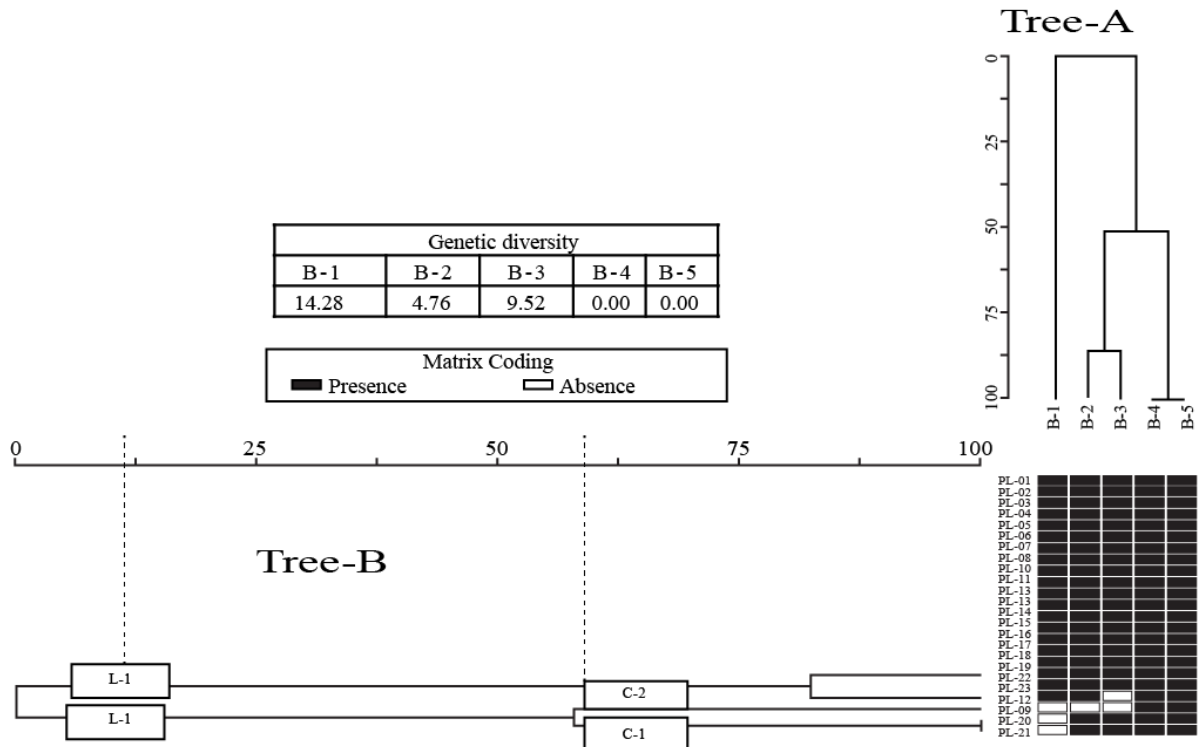 Tree-A
0
25
50
75
100
B-1
B-2
B-3
B-4
B-5
Genetic diversity
B-1 B-2 B-3 B-4 B-5
14.28 4.76 9.52 0.00 0.00
Matrix Coding
Presence Absence
0 25 50 75 100
Tree-B
L-1
C-2
L-1
C-1
PL-01
PL-02
PL-03
PL-04
PL-05
PL-06
PL-07
PL-08
PL-10
PL-11
PL-13
PL-13
PL-14
PL-15
PL-16
PL-17
PL-18
PL-19
PL-22
PL-23
PL-12
PL-09
PL-20
PL-21